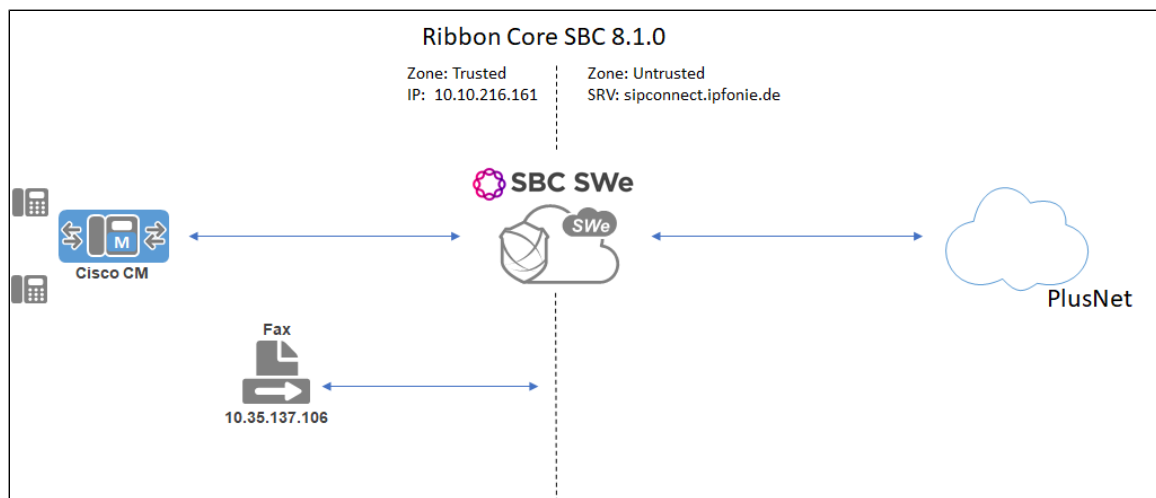 Ribbon Core SBC 8.1.0
Zone: Trusted
IP: 10.10.216.161
Zone: Untrusted
SRV: sipconnect.ipfonie.de
SBC SWe
SWe
M
Cisco CM
PlusNet
Fax
10.35.137.106